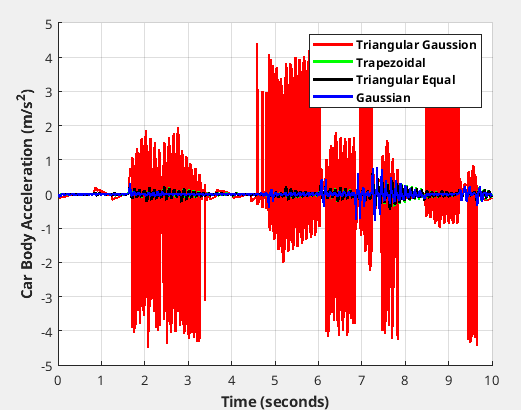 5
4
3
2
1
0
-1
-2
-3
-4
-5
Car Body Acceleration (m/s²)
Triangular Gaussion
Trapezoidal
Triangular Equal
Gaussian
0 1 2 3 4 5 6 7 8 9 10
Time (seconds)